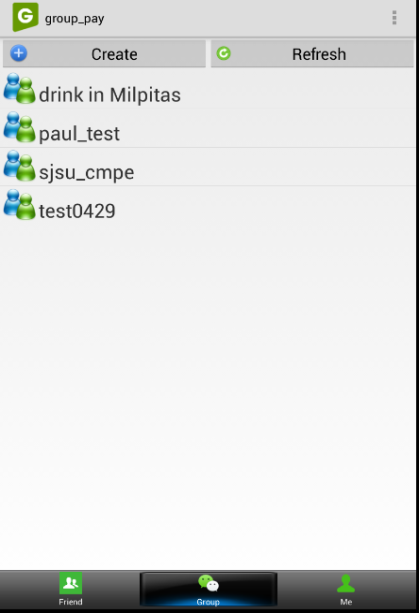 G group_pay
Create Refresh
drink in Milpitas
paul_test
sjsu_cmpe
test0429
Friend Group Me